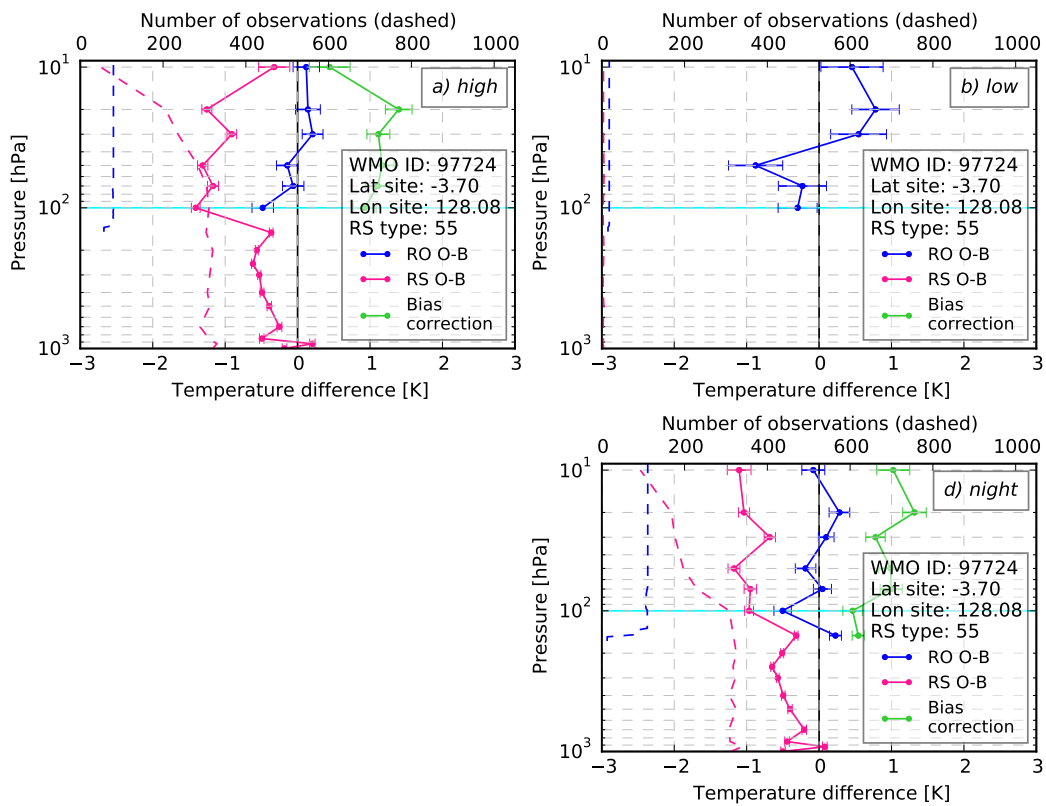 Number of observations (dashed)
0 200 400 600 800 1000
10¹
a) high
WMO ID: 97724
Lat site: -3.70
Lon site: 128.08
RS type: 55
RO O-B
RS O-B
Bias
correction
10²
10³
Pressure [hPa]
−3 −2 −1 0 1 2 3
Temperature difference [K]
Number of observations (dashed)
0 200 400 600 800 1000
10¹
b) low
WMO ID: 97724
Lat site: -3.70
Lon site: 128.08
RS type: 55
RO O-B
RS O-B
Bias
correction
10²
10³
Pressure [hPa]
−3 −2 −1 0 1 2 3
Temperature difference [K]
Number of observations (dashed)
0 200 400 600 800 1000
10¹
d) night
WMO ID: 97724
Lat site: -3.70
Lon site: 128.08
RS type: 55
RO O-B
RS O-B
Bias
correction
10²
10³
Pressure [hPa]
−3 −2 −1 0 1 2 3
Temperature difference [K]